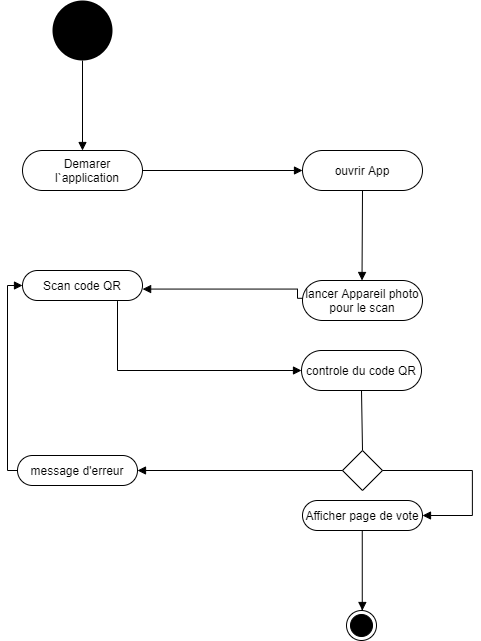 Demarer
l`application
ouvrir App
Scan code QR
lancer Appareil photo
pour le scan
controle du code QR
message d'erreur
Afficher page de vote